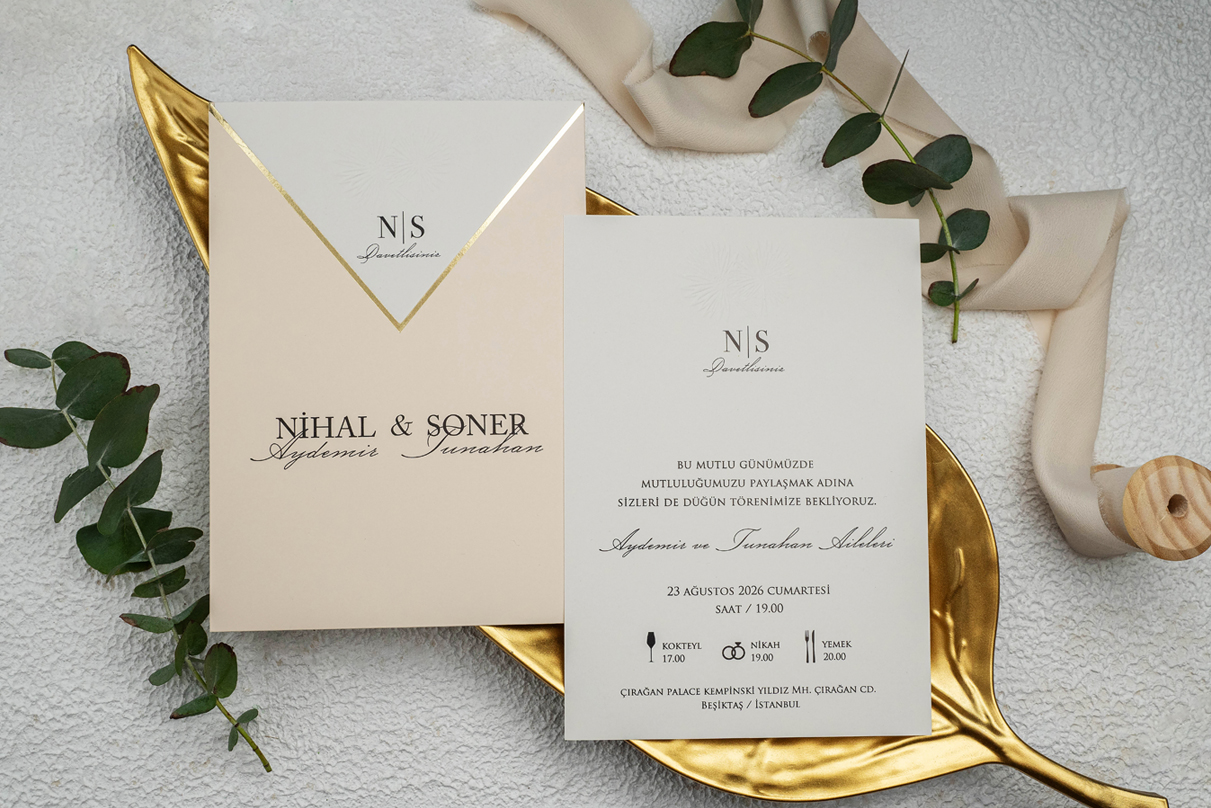 N|S
Davetlisiniz
NİHAL & SONER
Aydemir Tunahan
N|S
Davetlisiniz
BU MUTLU GÜNÜMÜZDE
MUTLULUĞUMUZU PAYLAŞMAK ADINA
SİZLERİ DE DÜĞÜN TÖRENİMİZE BEKLİYORUZ.
Aydemir ve Tunahan Aileleri
23 AĞUSTOS 2026 CUMARTESİ
SAAT / 19.00
KOKTEYL
17.00
NİKAH
19.00
YEMEK
20.00
ÇIRAĞAN PALACE KEMPİNSKİ YILDIZ MH. ÇIRAĞAN CD.
BEŞİKTAŞ / İSTANBUL